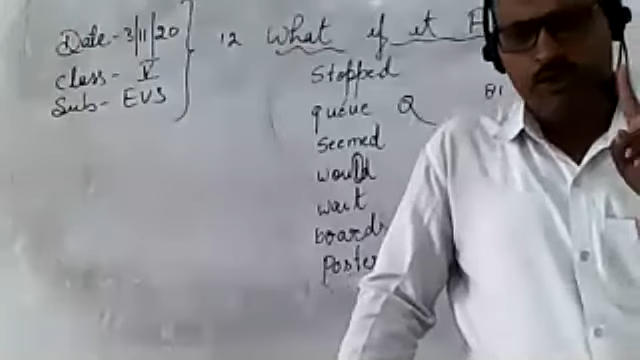 Date-3/11/20
Class- V
Sub- EVS
12 What if it F
Stopped
queue Q
Seemed
would
wait
boards
Poster